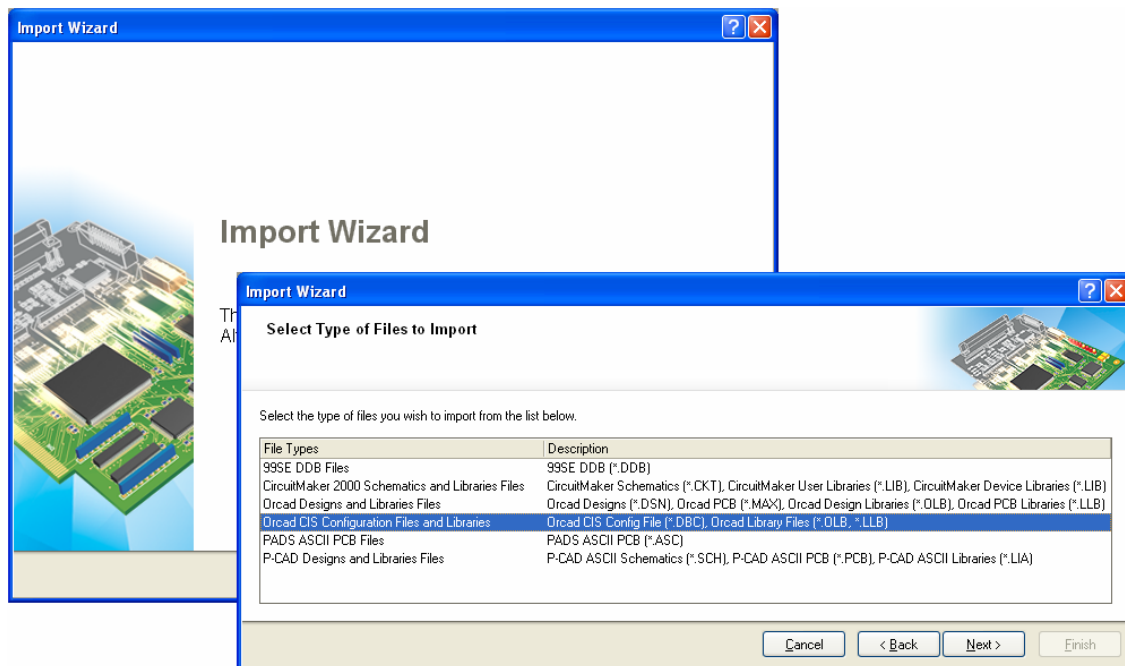 Import Wizard
Import Wizard
Th
Al
Import Wizard
Select Type of Files to Import
Select the type of files you wish to import from the list below.
File Types Description
99SE DDB Files 99SE DDB (*.DDB)
CircuitMaker 2000 Schematics and Libraries Files CircuitMaker Schematics (*.CKT), CircuitMaker User Libraries (*.LIB), CircuitMaker Device Libraries (*.LIB)
Orcad Designs and Libraries Files Orcad Designs (*.DSN), Orcad PCB (*.MAX), Orcad Design Libraries (*.OLB), Orcad PCB Libraries (*.LLB)
Orcad CIS Configuration Files and Libraries Orcad CIS Config File (*.DBC), Orcad Library Files (*.OLB, *.LLB)
PADS ASCII PCB Files PADS ASCII PCB (*.ASC)
P-CAD Designs and Libraries Files P-CAD ASCII Schematics (*.SCH), P-CAD ASCII PCB (*.PCB), P-CAD ASCII Libraries (*.LIA)
Cancel < Back Next > Finish